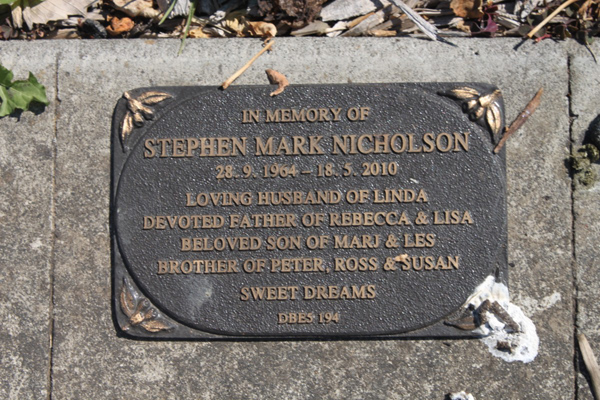 IN MEMORY OF
STEPHEN MARK NICHOLSON
28. 9. 1964 – 18. 5. 2010
LOVING HUSBAND OF LINDA
DEVOTED FATHER OF REBECCA & LISA
BELOVED SON OF MARJ & LES
BROTHER OF PETER, ROSS & SUSAN
SWEET DREAMS
DBE5 194